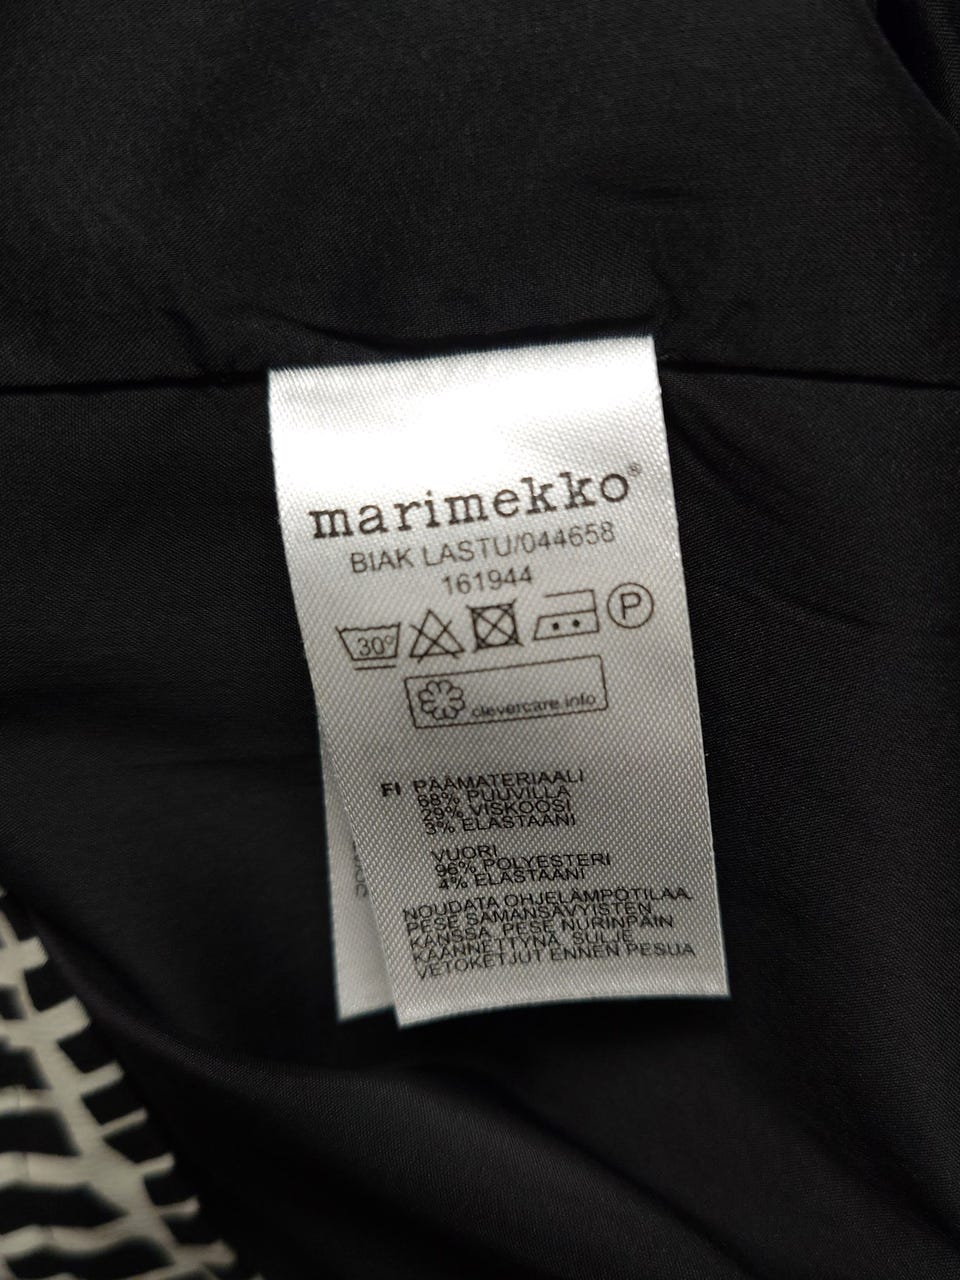 marimekko®
BIAK LASTU/044658
161944
30°
P
clevercare.info
FI PÄÄMATERIAALI
68% PUUVILLA
29% VISKOOSI
3% ELASTAANI
VUORI
96% POLYESTERI
4% ELASTAANI
NOUDATA OHJELÄMPÖTILAA.
PESE SAMANSÄVYISTEN
KANSSA. PESE NURINPÄIN
KÄÄNNETTYNÄ. SULJE
VETOKETJUT ENNEN PESUA